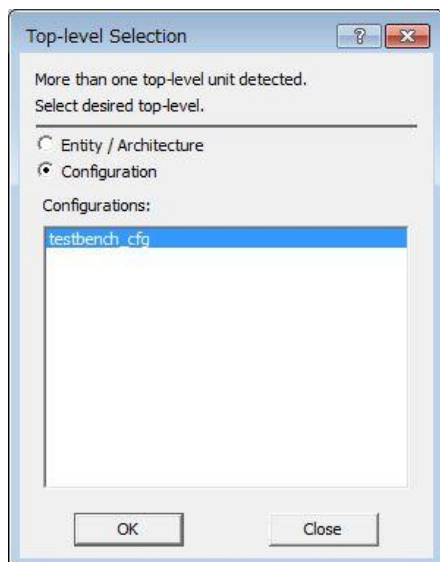 Top-level Selection
?
More than one top-level unit detected.
Select desired top-level.
Entity / Architecture
Configuration
Configurations:
testbench_cfg
OK
Close